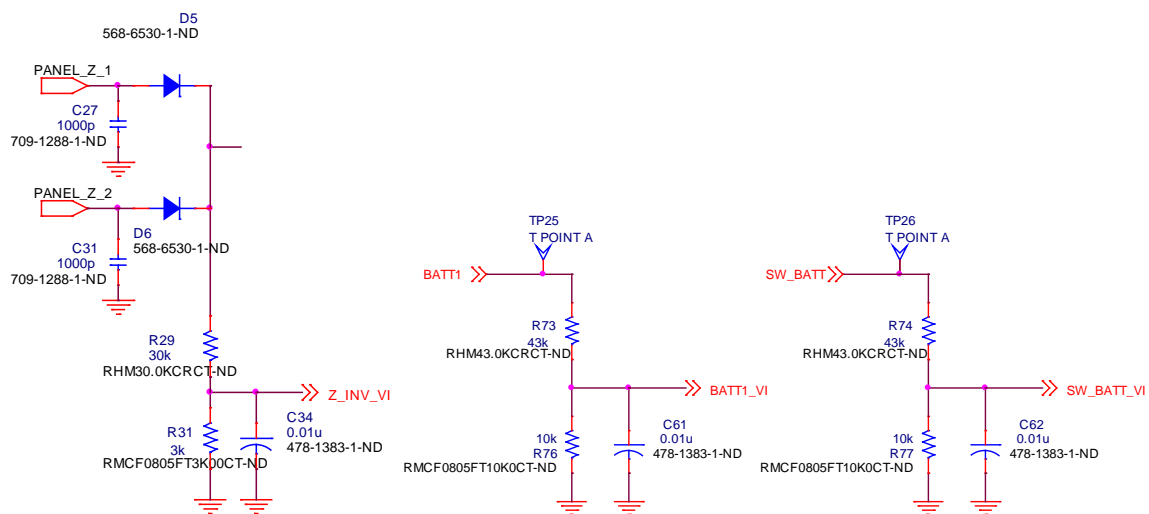 D5
568-6530-1-ND
PANEL_Z_1
C27
1000p
709-1288-1-ND
PANEL_Z_2
D6
568-6530-1-ND
C31
1000p
709-1288-1-ND
R29
30k
RHM30.0KCRCT-ND
Z_INV_VI
R31
3k
RMCF0805FT3K00CT-ND
C34
0.01u
478-1383-1-ND
TP25
T POINT A
BATT1
R73
43k
RHM43.0KCRCT-ND
BATT1_VI
10k
R76
RMCF0805FT10K0CT-ND
C61
0.01u
478-1383-1-ND
TP26
T POINT A
SW_BATT
R74
43k
RHM43.0KCRCT-ND
SW_BATT_VI
10k
R77
RMCF0805FT10K0CT-ND
C62
0.01u
478-1383-1-ND